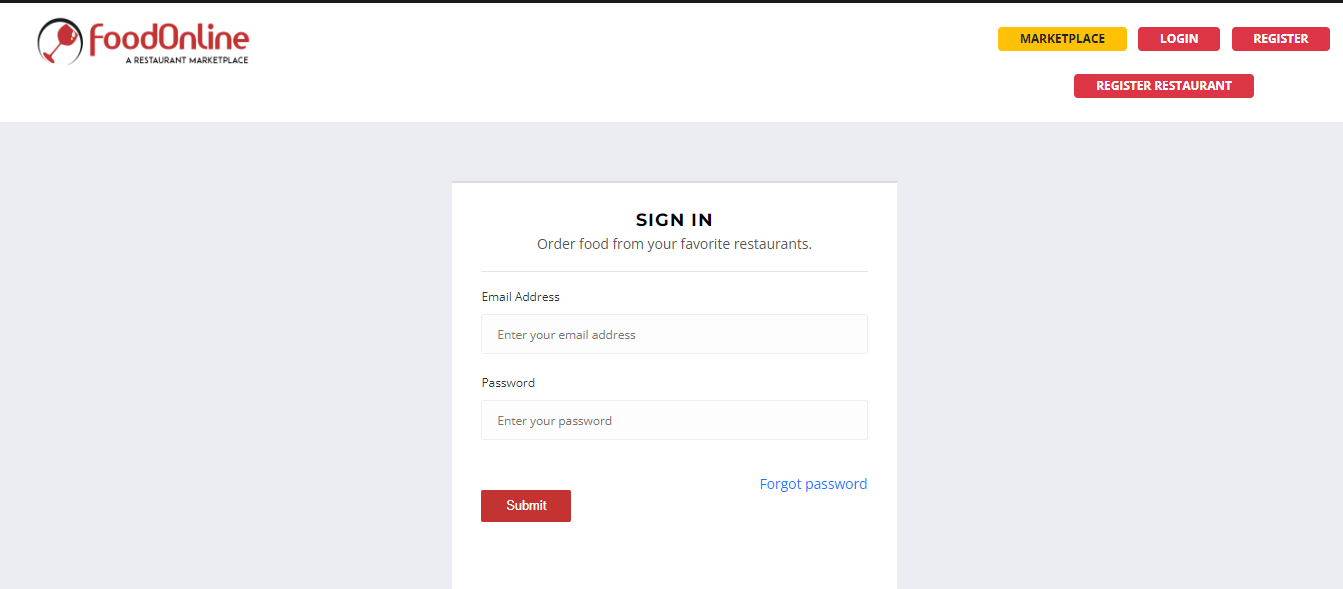 FoodOnline
A RESTAURANT MARKETPLACE
MARKETPLACE
LOGIN
REGISTER
REGISTER RESTAURANT
SIGN IN
Order food from your favorite restaurants.
Email Address
Enter your email address
Password
Enter your password
Forgot password
Submit